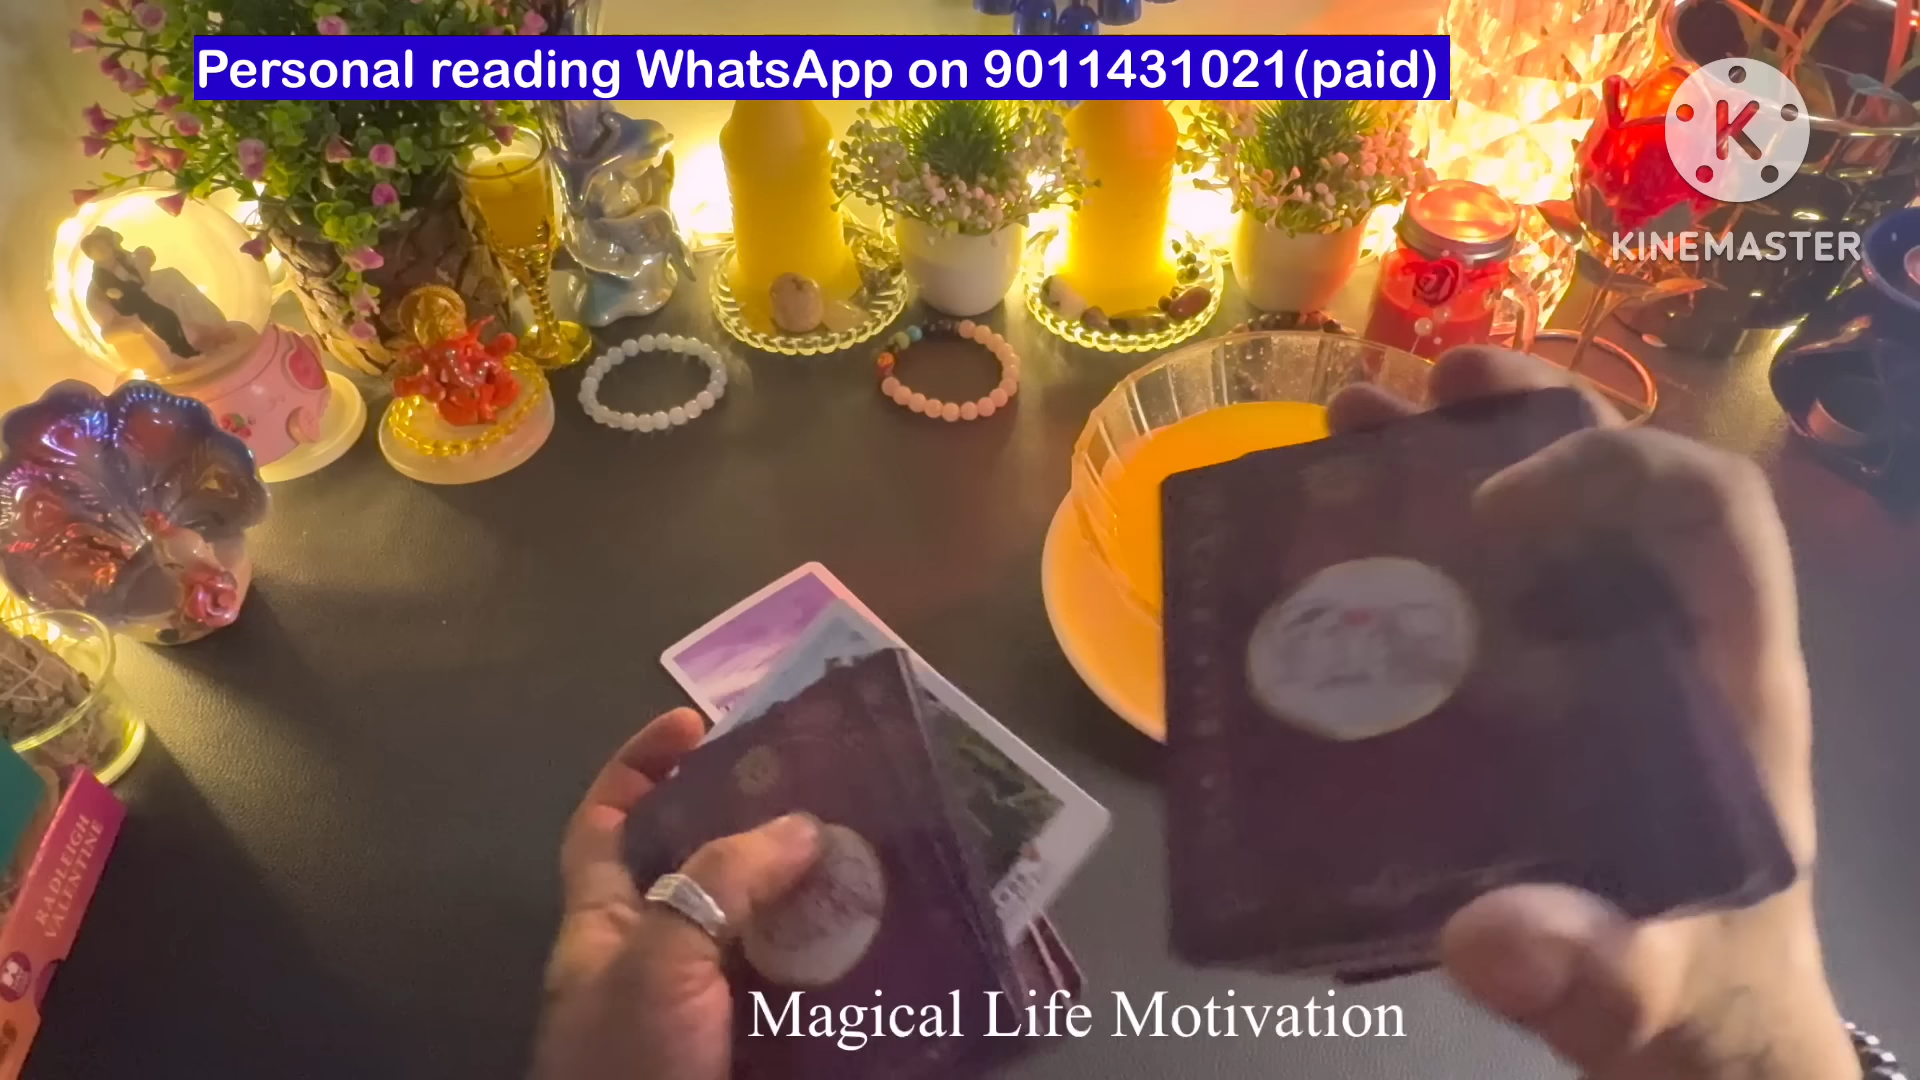 Personal reading WhatsApp on 9011431021(paid)
K
KINEMASTER
RADLEIGH
VALENTINE
Magical Life Motivation